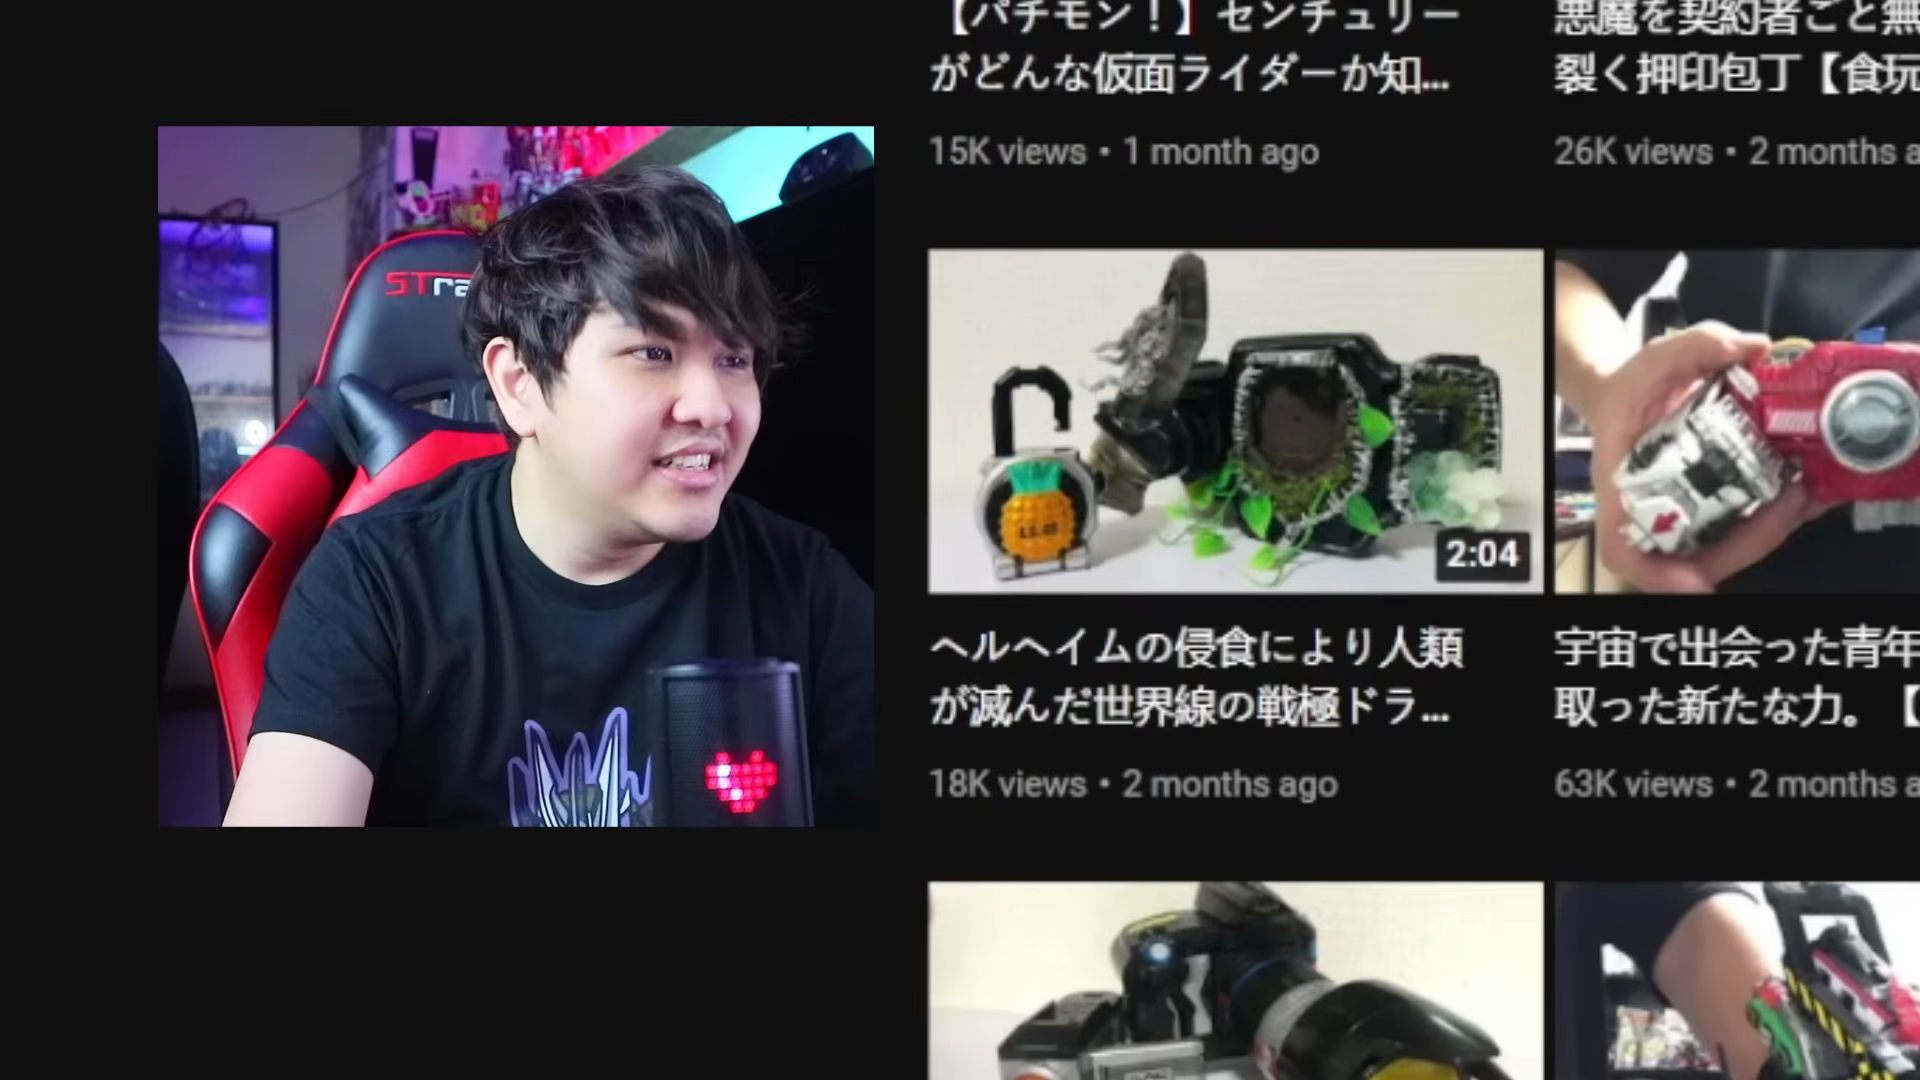 【パチモン！】センチュリー
がどんな仮面ライダーか知...
15K views • 1 month ago
悪魔を契約者ごと無
裂く押印包丁【食玩
26K views • 2 months a
STra
LS-05
2:04
ヘルヘイムの侵食により人類
が滅んだ世界線の戦極ドラ...
18K views • 2 months ago
宇宙で出会った青年
取った新たな力。【
63K views • 2 months a